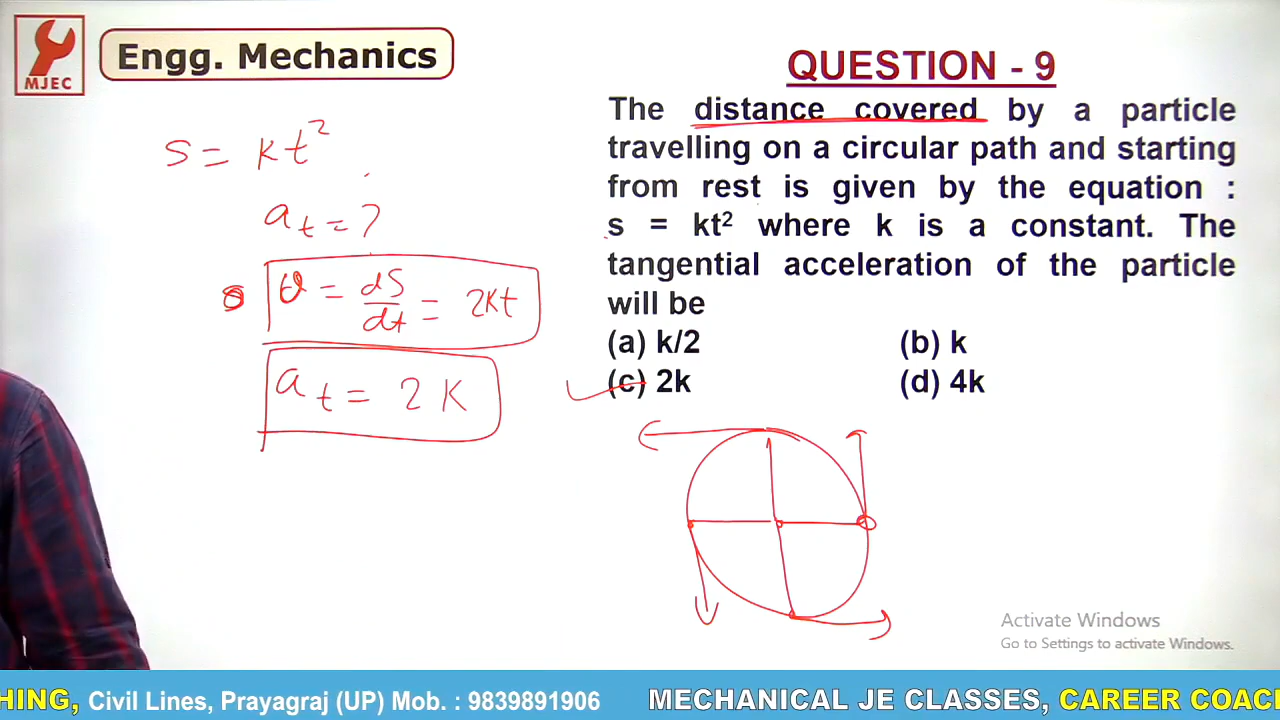 MJEC
Engg. Mechanics
s = kt²
a_t = ?
v = ds/dt = 2kt
a_t = 2k
QUESTION - 9
The distance covered by a particle
travelling on a circular path and starting
from rest is given by the equation :
s = kt² where k is a constant. The
tangential acceleration of the particle
will be
(a) k/2 (b) k
(c) 2k (d) 4k
Activate Windows
Go to Settings to activate Windows.
HING, Civil Lines, Prayagraj (UP) Mob. : 9839891906 MECHANICAL JE CLASSES, CAREER COAC